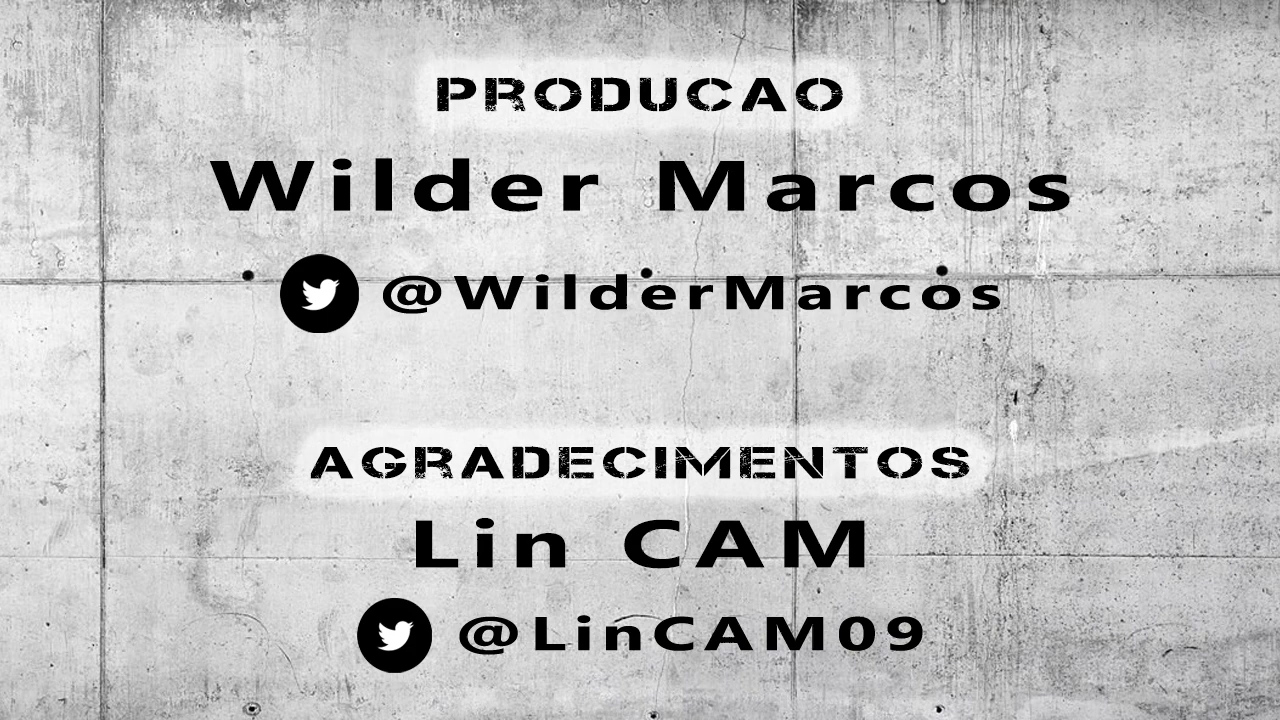 PRODUCAO
Wilder Marcos
@WilderMarcos
AGRADECIMENTOS
Lin CAM
@LinCAM09